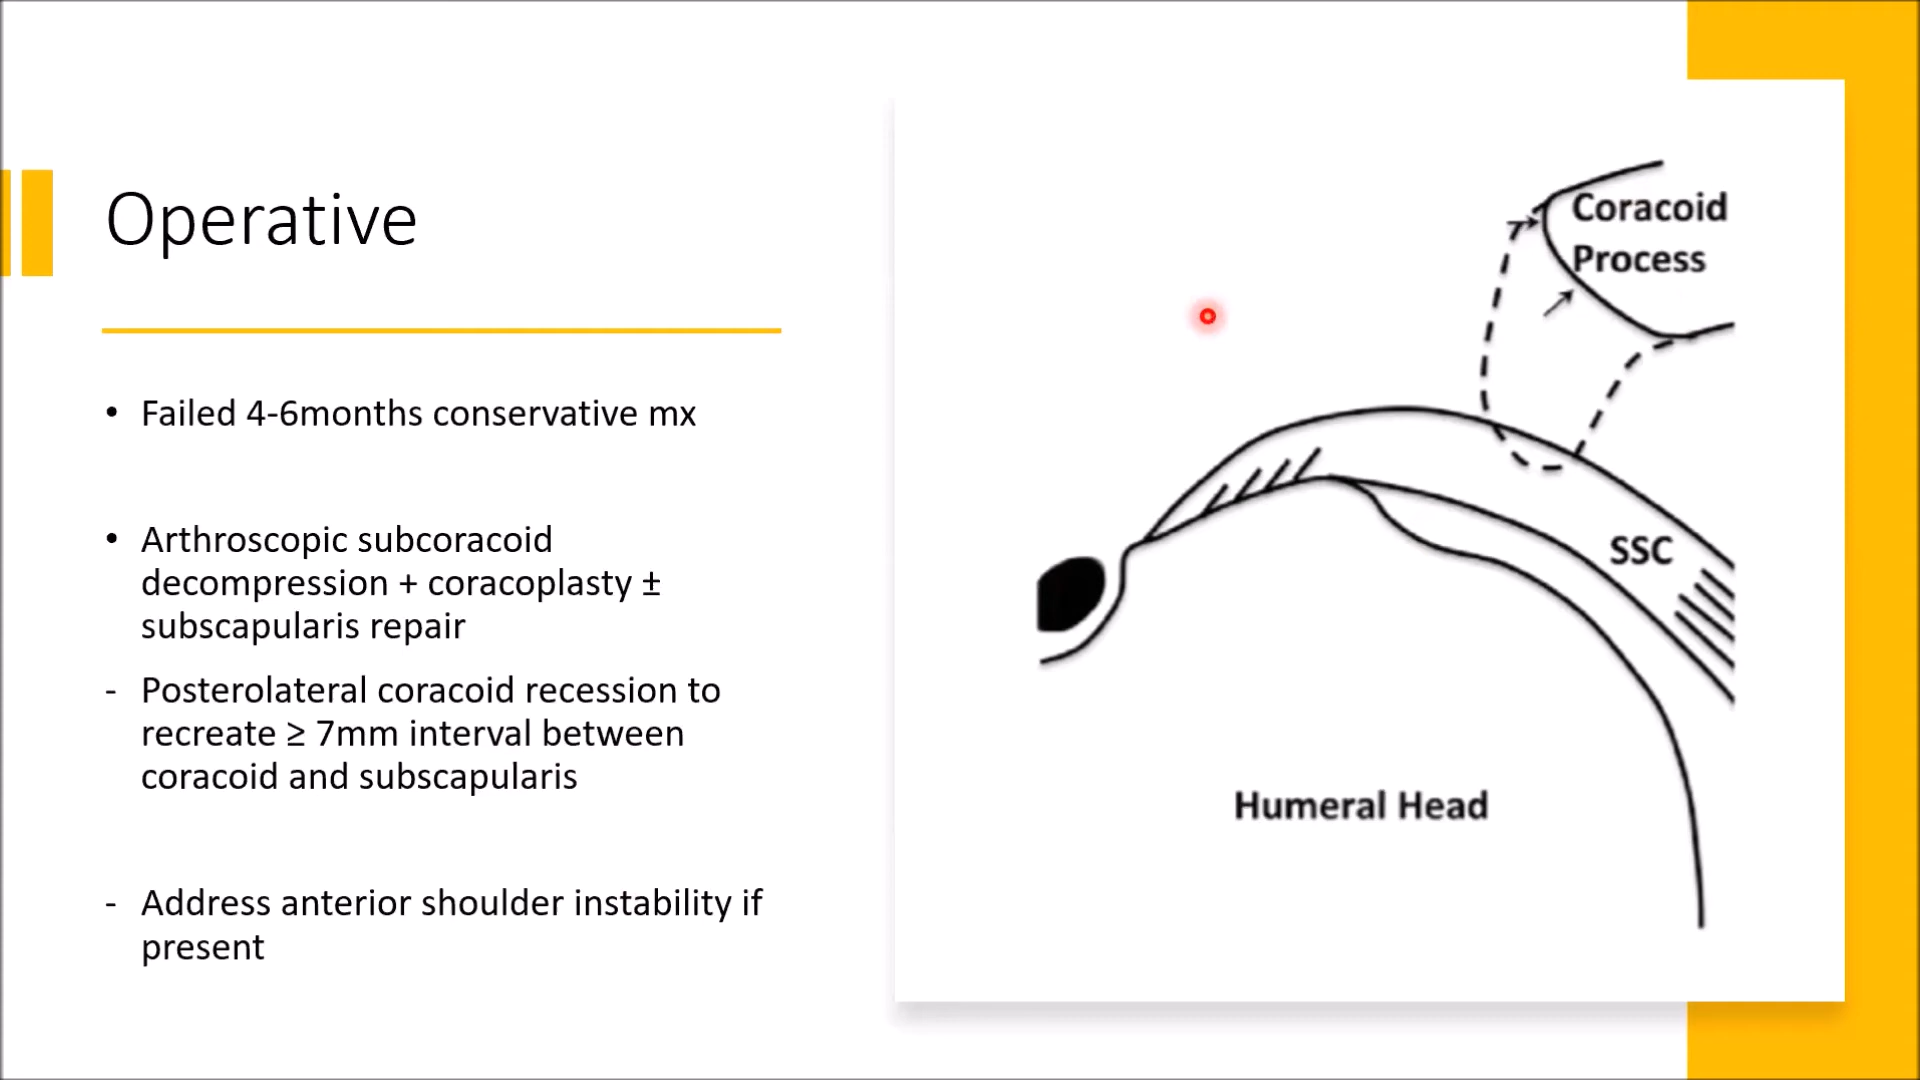 Operative
• Failed 4-6months conservative mx
• Arthroscopic subcoracoid
decompression + coracoplasty ±
subscapularis repair
- Posterolateral coracoid recession to
recreate ≥ 7mm interval between
coracoid and subscapularis
- Address anterior shoulder instability if
present
Coracoid
Process
SSC
Humeral Head